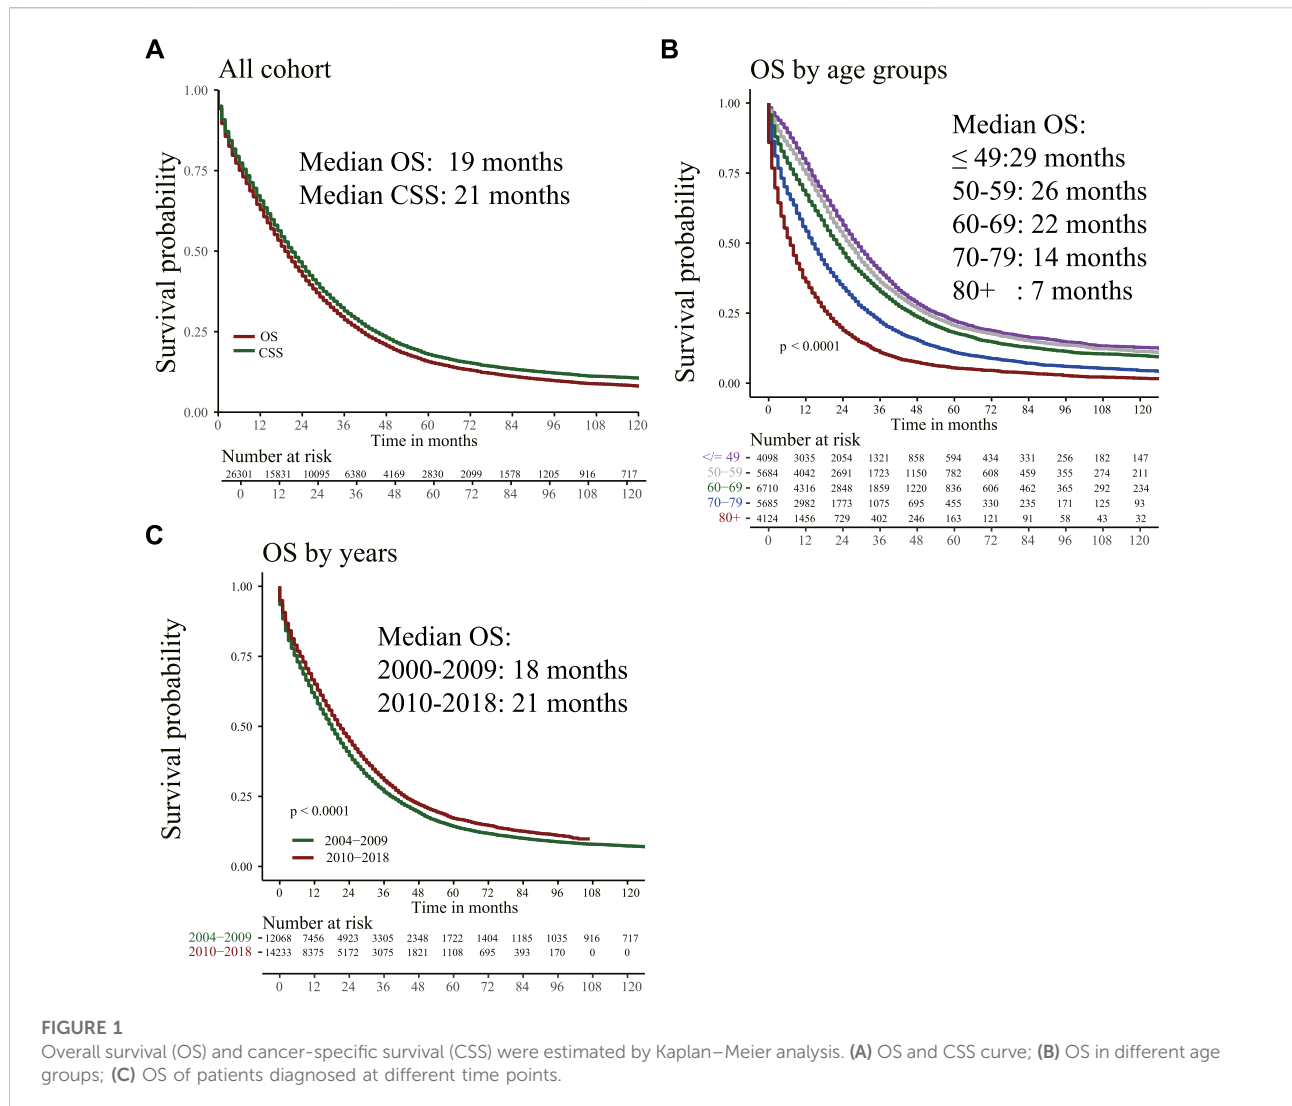 A
All cohort
1.00
0.75
0.50
0.25
0.00
Survival probability
Median OS: 19 months
Median CSS: 21 months
OS
CSS
0 12 24 36 48 60 72 84 96 108 120
Time in months
Number at risk
26301 15831 10095 6380 4169 2830 2099 1578 1205 916 717
0 12 24 36 48 60 72 84 96 108 120
B
OS by age groups
1.00
0.75
0.50
0.25
0.00
Survival probability
Median OS:
≤ 49:29 months
50-59: 26 months
60-69: 22 months
70-79: 14 months
80+ : 7 months
p < 0.0001
0 12 24 36 48 60 72 84 96 108 120
Time in months
Number at risk
</= 49 4098 3035 2054 1321 858 594 434 331 256 182 147
50−59 5684 4042 2691 1723 1150 782 608 459 355 274 211
60−69 6710 4316 2848 1859 1220 836 606 462 365 292 234
70−79 5685 2982 1773 1075 695 455 330 235 171 125 93
80+ 4124 1456 729 402 246 163 121 91 58 43 32
0 12 24 36 48 60 72 84 96 108 120
C
OS by years
1.00
0.75
0.50
0.25
0.00
Survival probability
Median OS:
2000-2009: 18 months
2010-2018: 21 months
p < 0.0001
2004−2009
2010−2018
0 12 24 36 48 60 72 84 96 108 120
Time in months
Number at risk
2004−2009 12068 7456 4923 3305 2348 1722 1404 1185 1035 916 717
2010−2018 14233 8375 5172 3075 1821 1108 695 393 170 0 0
0 12 24 36 48 60 72 84 96 108 120
FIGURE 1
Overall survival (OS) and cancer-specific survival (CSS) were estimated by Kaplan–Meier analysis. (A) OS and CSS curve; (B) OS in different age
groups; (C) OS of patients diagnosed at different time points.